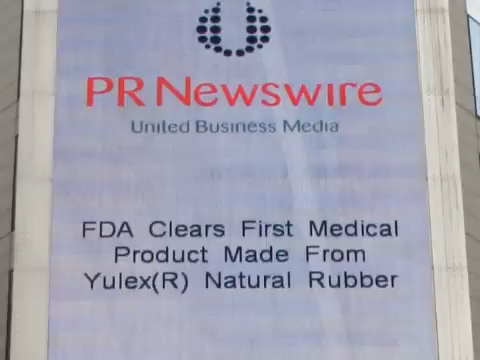 PR Newswire
United Business Media
FDA Clears First Medical
Product Made From
Yulex(R) Natural Rubber